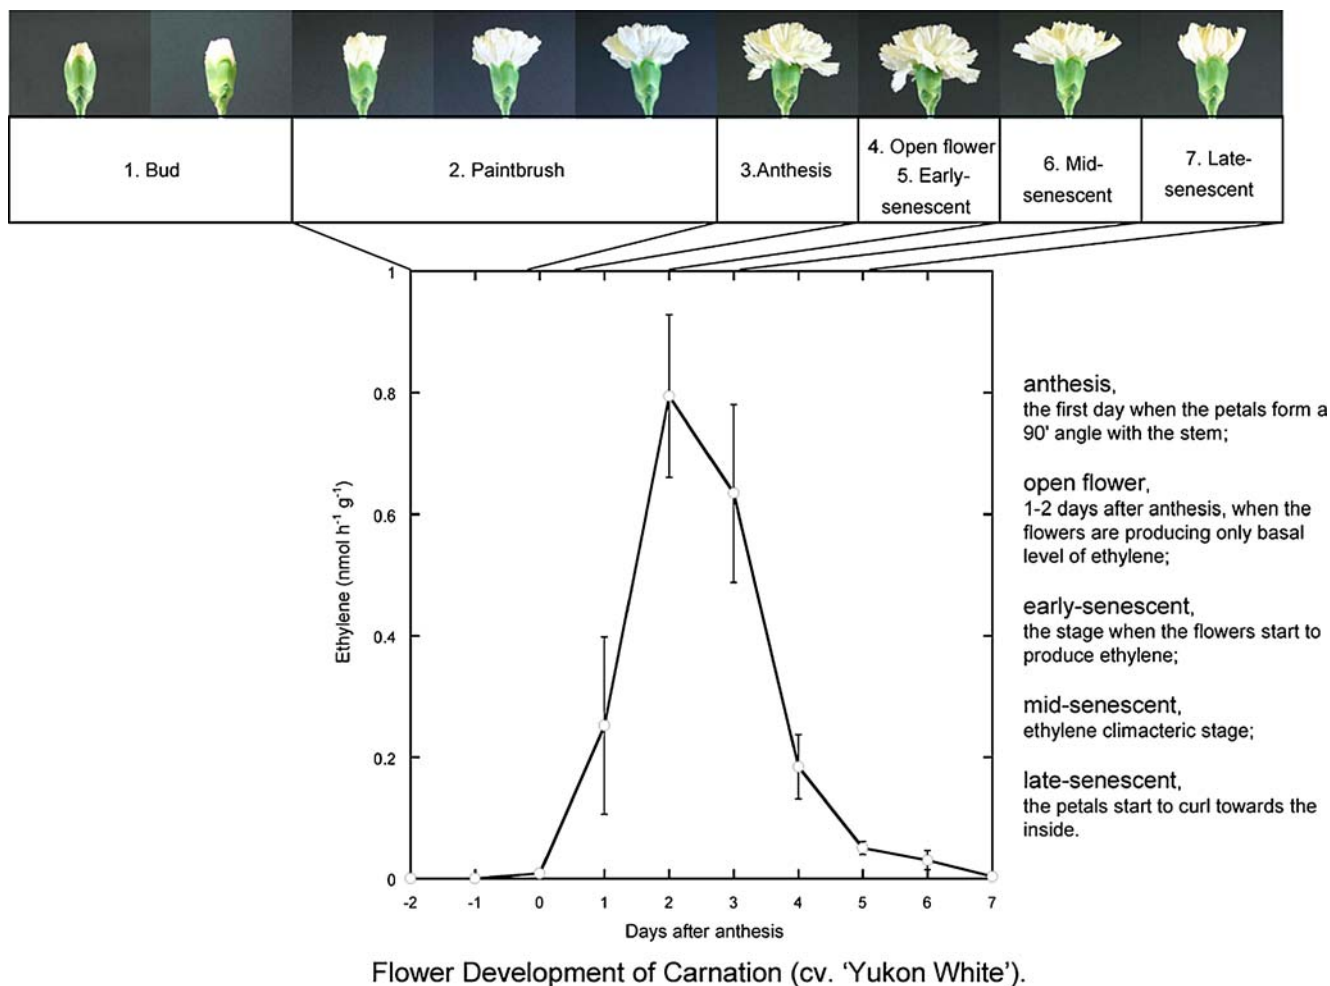 1. Bud
2. Paintbrush
3.Anthesis
4. Open flower
5. Early-
senescent
6. Mid-
senescent
7. Late-
senescent
1
0.8
0.6
0.4
0.2
0
Ethylene (nmol h⁻¹ g⁻¹)
-2 -1 0 1 2 3 4 5 6 7
Days after anthesis
anthesis,
the first day when the petals form a
90' angle with the stem;
open flower,
1-2 days after anthesis, when the
flowers are producing only basal
level of ethylene;
early-senescent,
the stage when the flowers start to
produce ethylene;
mid-senescent,
ethylene climacteric stage;
late-senescent,
the petals start to curl towards the
inside.
Flower Development of Carnation (cv. 'Yukon White').